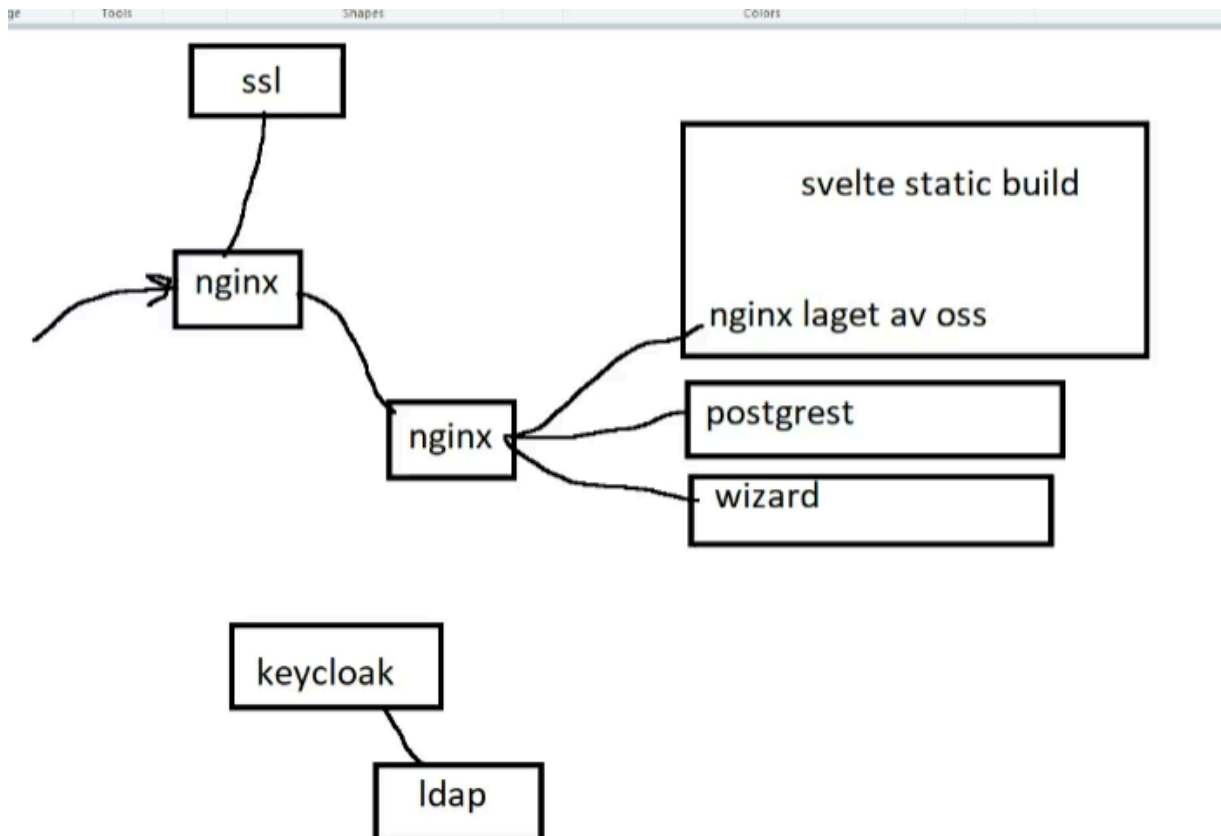 ge Tools Shapes Colors
ssl
svelte static build
nginx
nginx laget av oss
postgrest
nginx
wizard
keycloak
ldap